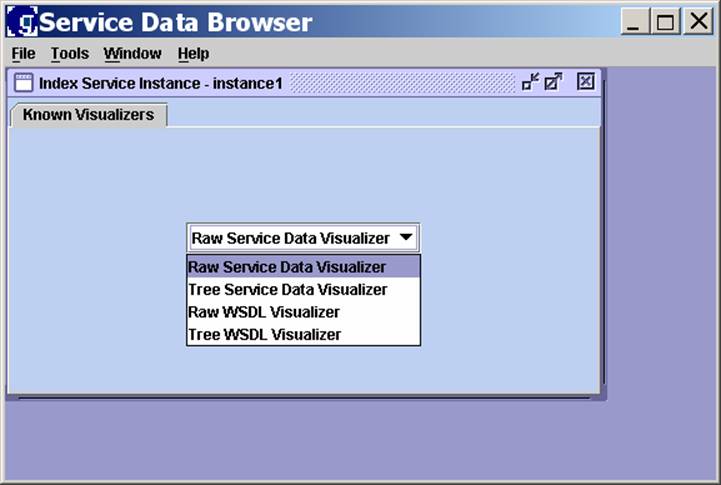 g Service Data Browser
File Tools Window Help
Index Service Instance - instance1
Known Visualizers
Raw Service Data Visualizer
Raw Service Data Visualizer
Tree Service Data Visualizer
Raw WSDL Visualizer
Tree WSDL Visualizer